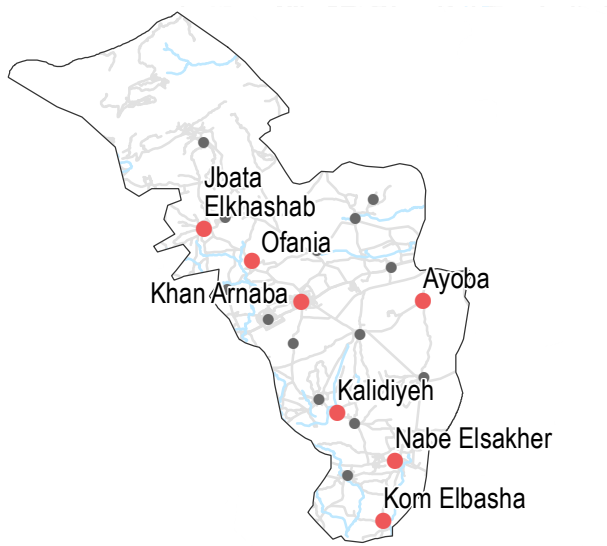 Jbata
Elkhashab
Ofania
Khan Arnaba
Ayoba
Kalidiyeh
Nabe Elsakher
Kom Elbasha